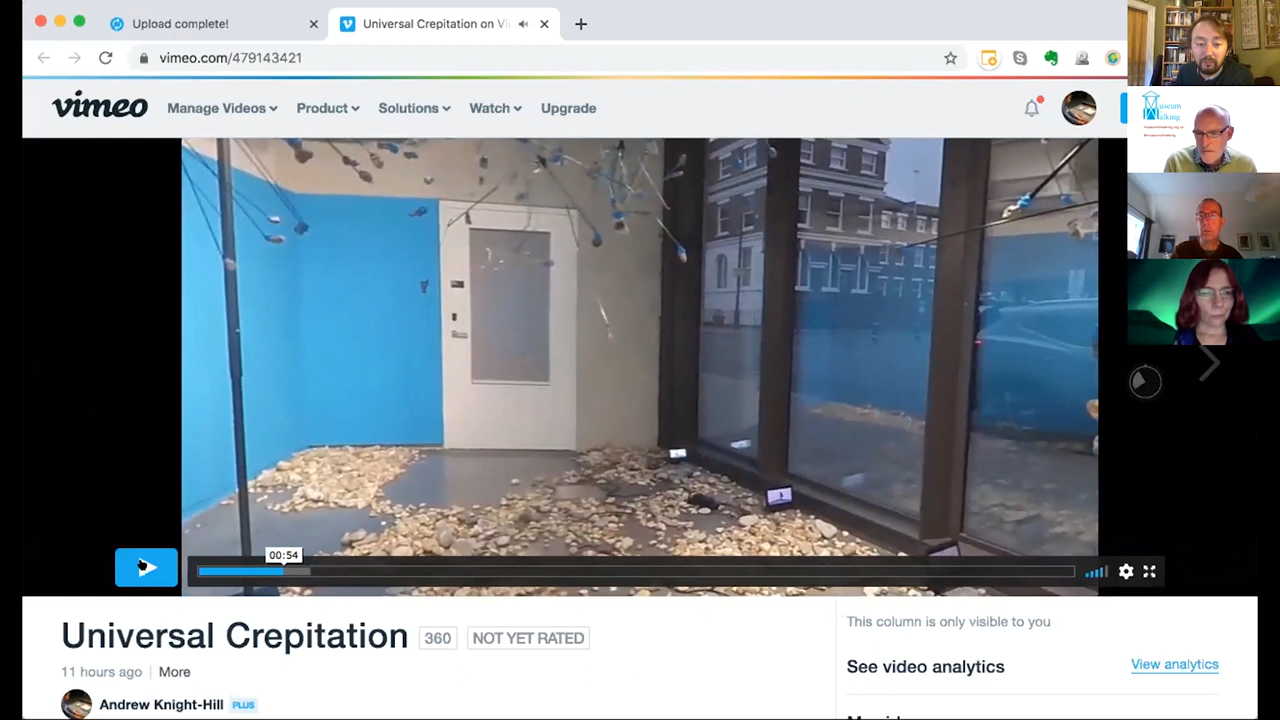 Upload complete!
Universal Crepitation on Vi
vimeo.com/479143421
vimeo
Manage Videos
Product
Solutions
Watch
Upgrade
Museum
Walking
00:54
Universal Crepitation
360
NOT YET RATED
11 hours ago
More
Andrew Knight-Hill
PLUS
This column is only visible to you
See video analytics
View analytics